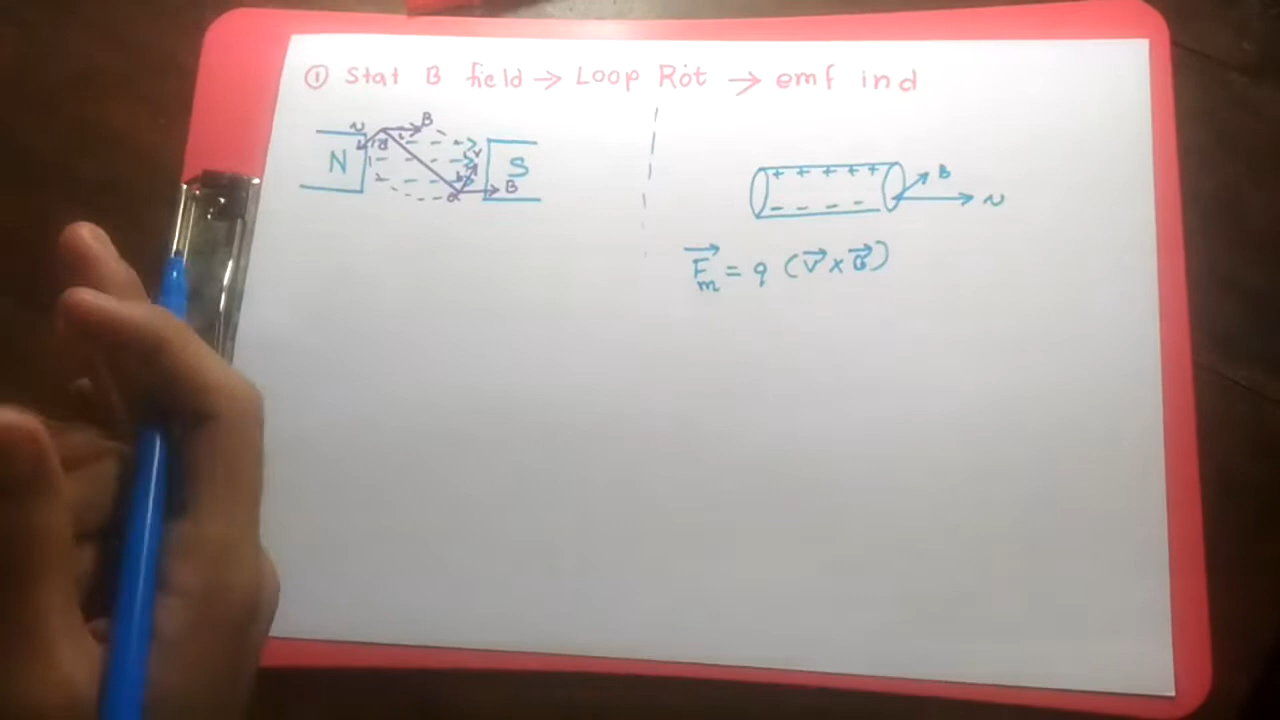 ① Stat B field → Loop Rot → emf ind
N
S
B
B
v
+ + + + +
- - - -
B
v
F⃗m = q (v⃗ × B⃗)